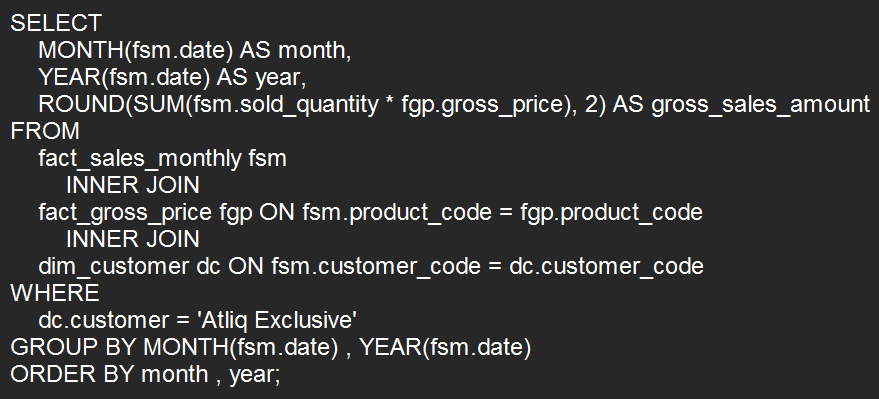 SELECT
MONTH(fsm.date) AS month,
YEAR(fsm.date) AS year,
ROUND(SUM(fsm.sold_quantity * fgp.gross_price), 2) AS gross_sales_amount
FROM
fact_sales_monthly fsm
INNER JOIN
fact_gross_price fgp ON fsm.product_code = fgp.product_code
INNER JOIN
dim_customer dc ON fsm.customer_code = dc.customer_code
WHERE
dc.customer = 'Atliq Exclusive'
GROUP BY MONTH(fsm.date) , YEAR(fsm.date)
ORDER BY month , year;